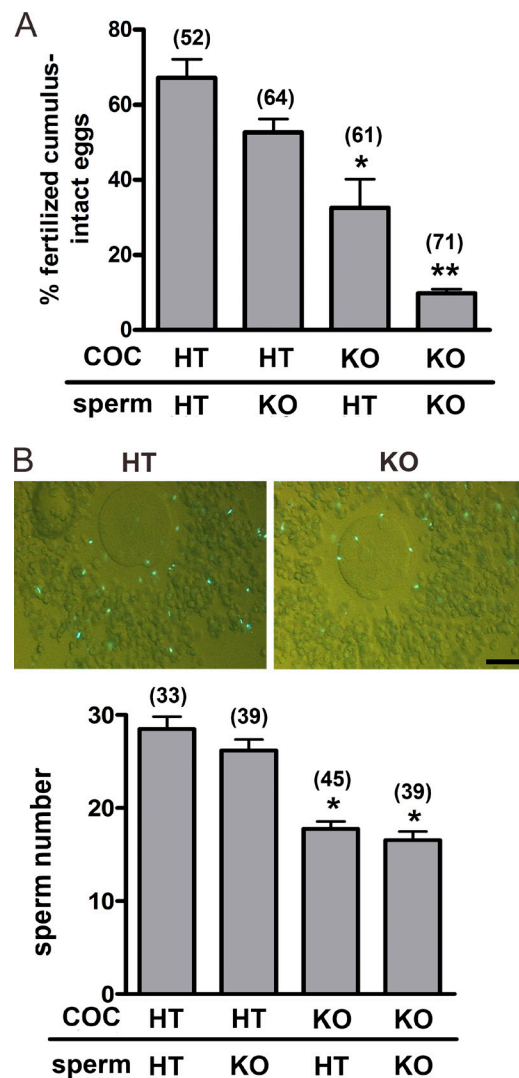 A
% fertilized cumulus-
intact eggs
80
60
40
20
0
(52)
(64)
(61)
*
(71)
**
COC HT HT KO KO
sperm HT KO HT KO
B
HT KO
sperm number
30
20
10
0
(33)
(39)
(45)
*
(39)
*
COC HT HT KO KO
sperm HT KO HT KO